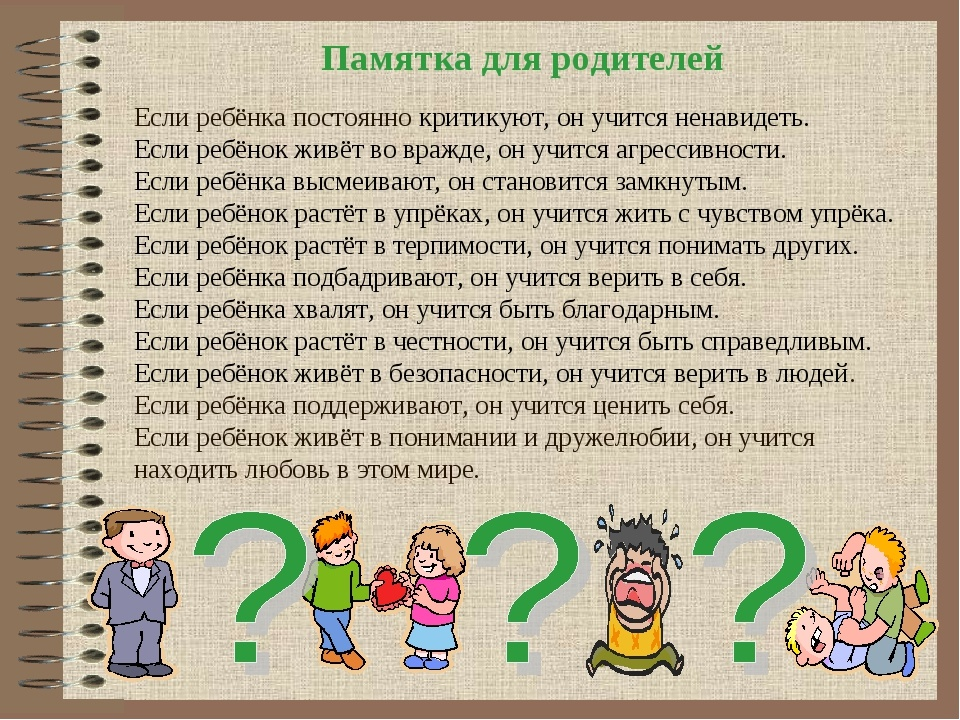 Памятка для родителей
Если ребёнка постоянно критикуют, он учится ненавидеть.
Если ребёнок живёт во вражде, он учится агрессивности.
Если ребёнка высмеивают, он становится замкнутым.
Если ребёнок растёт в упрёках, он учится жить с чувством упрёка.
Если ребёнок растёт в терпимости, он учится понимать других.
Если ребёнка подбадривают, он учится верить в себя.
Если ребёнка хвалят, он учится быть благодарным.
Если ребёнок растёт в честности, он учится быть справедливым.
Если ребёнок живёт в безопасности, он учится верить в людей.
Если ребёнка поддерживают, он учится ценить себя.
Если ребёнок живёт в понимании и дружелюбии, он учится
находить любовь в этом мире.
? ? ?